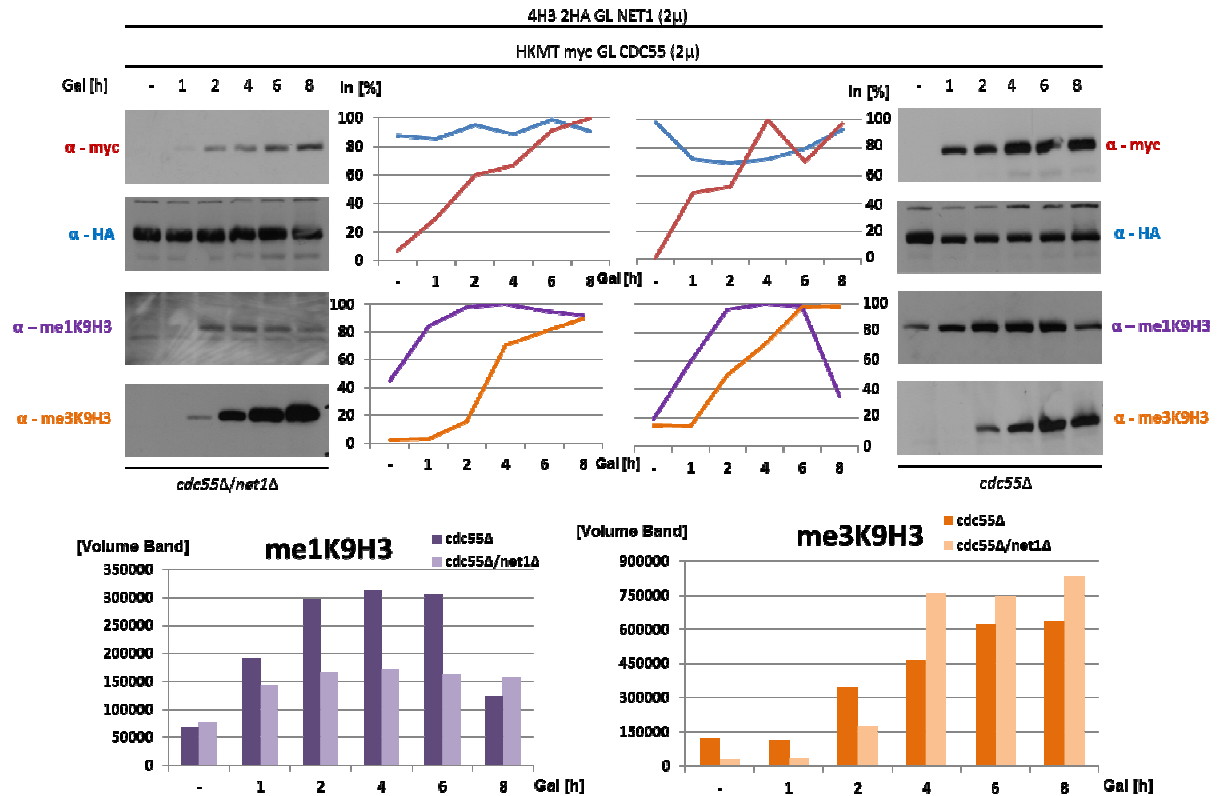 4H3 2HA GL NET1 (2μ)
HKMT myc GL CDC55 (2μ)
Gal [h] - 1 2 4 6 8 In [%]
In [%] - 1 2 4 6 8
α - myc
α - HA
α – me1K9H3
α - me3K9H3
cdc55Δ/net1Δ
100
80
60
40
20
0
- 1 2 4 6 8 Gal [h]
100
80
60
40
20
0
- 1 2 4 6 8 Gal [h]
100
80
60
40
20
0
- 1 2 4 6 8
100
80
60
40
20
0
- 1 2 4 6 8
α - myc
α - HA
α – me1K9H3
α - me3K9H3
cdc55Δ
[Volume Band]
me1K9H3
cdc55Δ
cdc55Δ/net1Δ
350000
300000
250000
200000
150000
100000
50000
0
- 1 2 4 6 8 Gal [h]
[Volume Band]
me3K9H3
cdc55Δ
cdc55Δ/net1Δ
900000
750000
600000
450000
300000
150000
0
- 1 2 4 6 8 Gal [h]